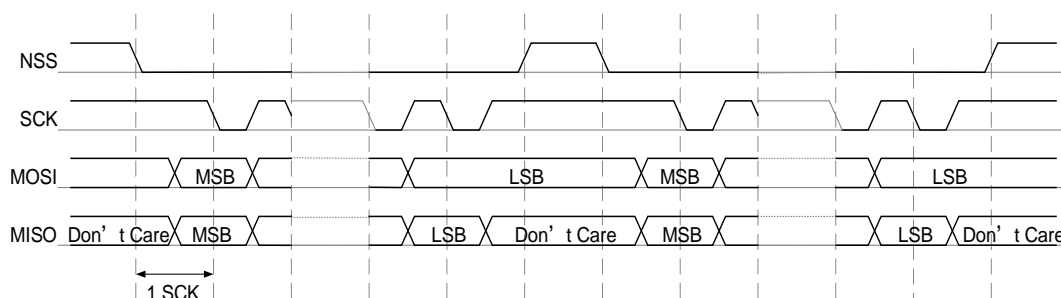 NSS
SCK
MOSI MSB LSB MSB LSB
MISO Don’t Care MSB LSB Don’t Care MSB LSB Don’t Care
1 SCK